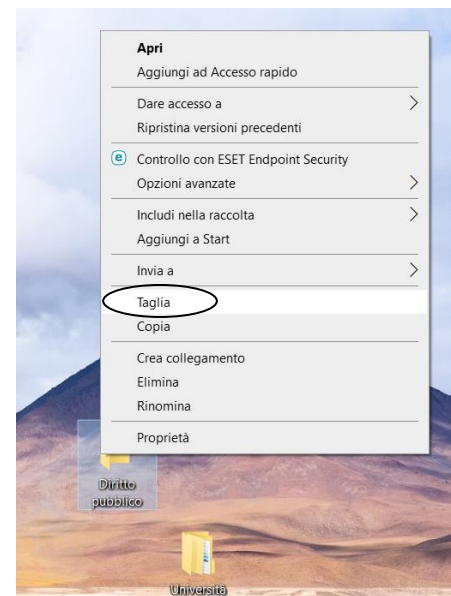 Apri
Aggiungi ad Accesso rapido
Dare accesso a
Ripristina versioni precedenti
e Controllo con ESET Endpoint Security
Opzioni avanzate
Includi nella raccolta
Aggiungi a Start
Invia a
Taglia
Copia
Crea collegamento
Elimina
Rinomina
Proprietà
Diritto
pubblico
Università